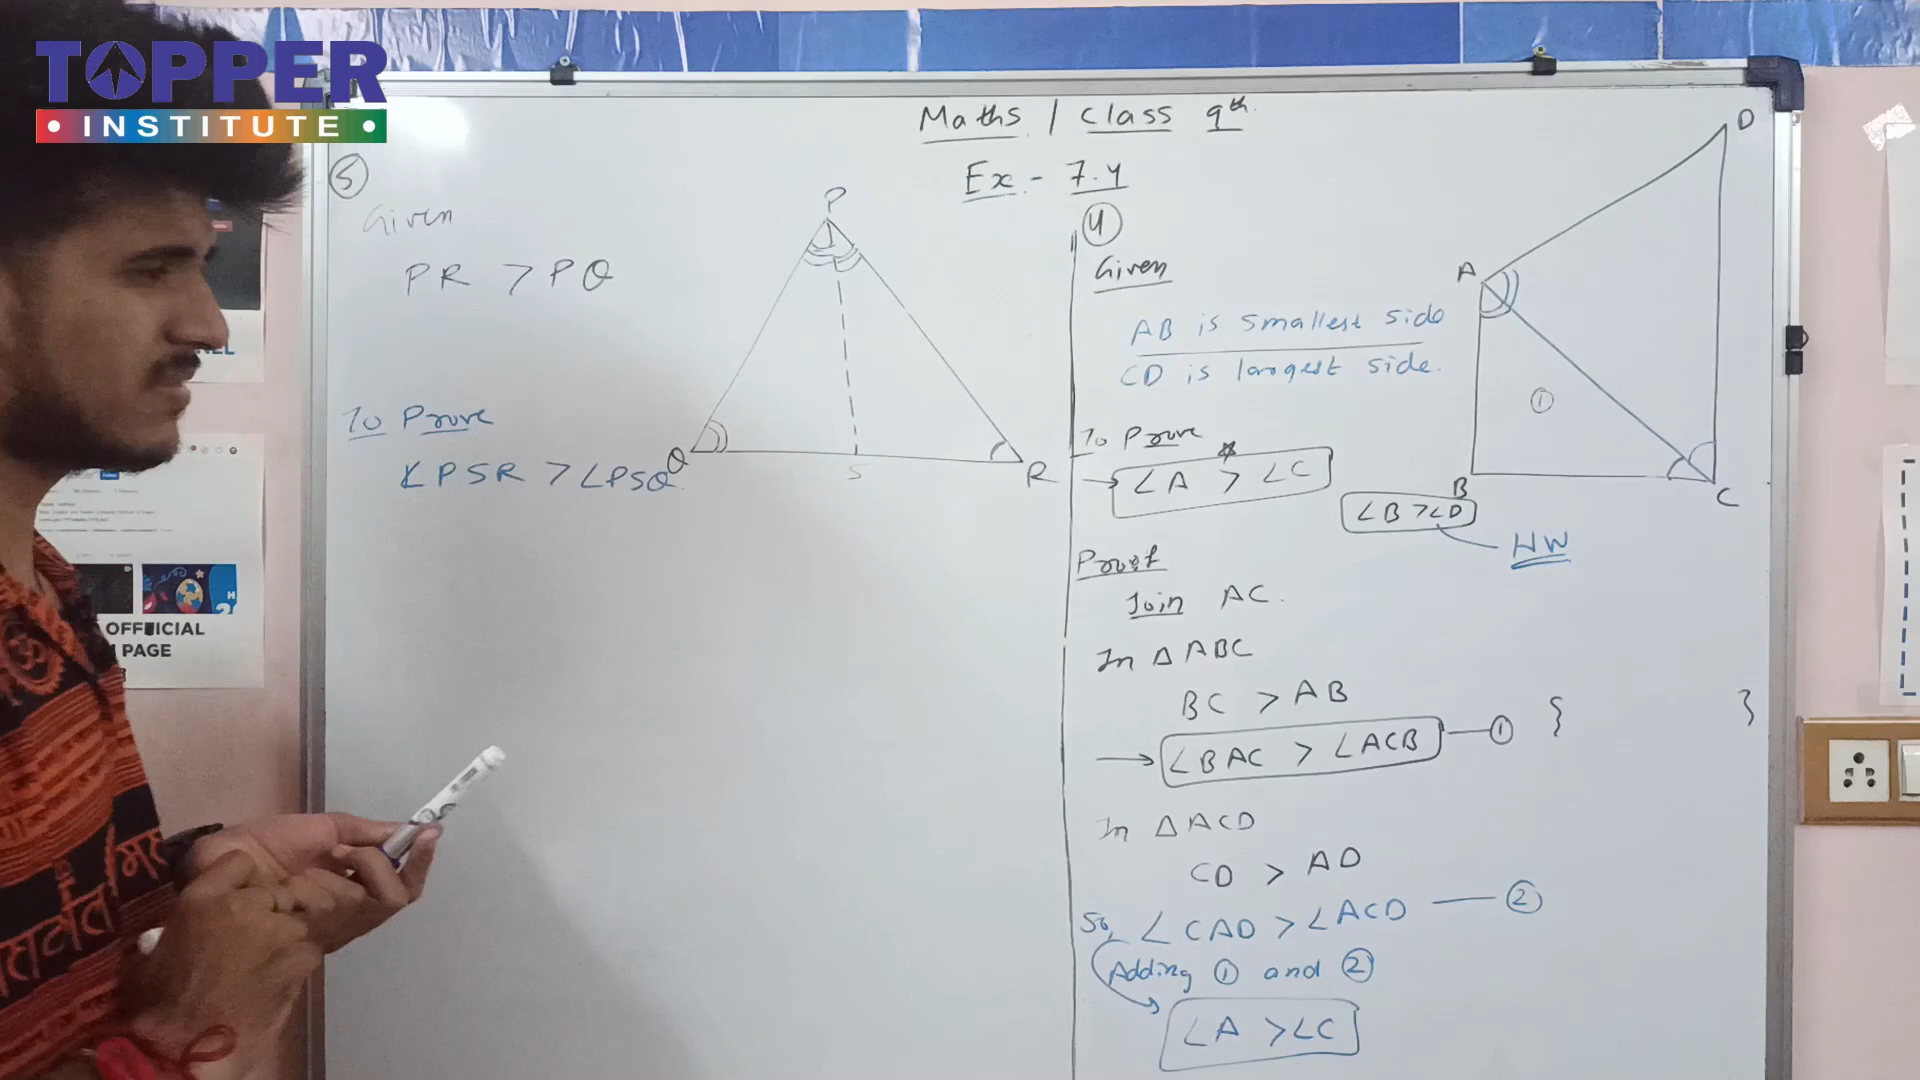 TOPPER
INSTITUTE
Maths / Class 9th
Ex - 7.4
5
Given
PR > PQ
To Prove
∠PSR > ∠PSQ
P
Q
S
R
4
Given
AB is smallest side
CD is largest side.
To Prove
∠A > ∠C
∠B > ∠D
HW
A
D
1
B
C
Proof
Join AC.
In △ABC
BC > AB
∠BAC > ∠ACB — 1 { }
In △ACD
CD > AD
So, ∠CAD > ∠ACD — 2
Adding 1 and 2
∠A > ∠C
OFFICIAL
PAGE